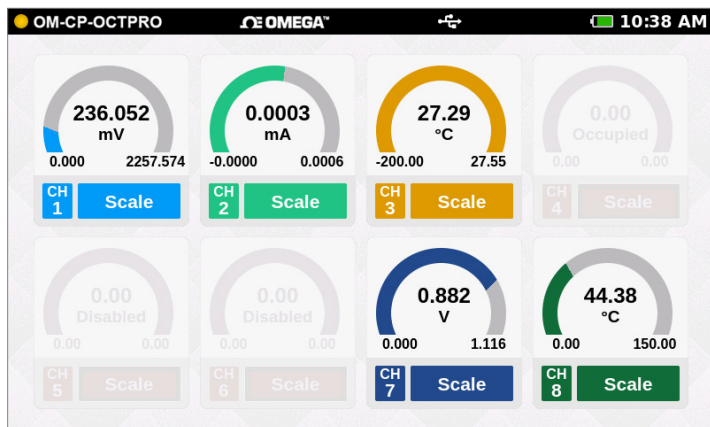 OM-CP-OCTPRO ΩE OMEGA™ 10:38 AM
236.052
mV
0.000 2257.574
CH
1
Scale
0.0003
mA
-0.0000 0.0006
CH
2
Scale
27.29
°C
-200.00 27.55
CH
3
Scale
0.00
Occupied
0.00 0.00
CH
4
Scale
0.00
Disabled
0.00 0.00
CH
5
Scale
0.00
Disabled
0.00 0.00
CH
6
Scale
0.882
V
0.000 1.116
CH
7
Scale
44.38
°C
0.00 150.00
CH
8
Scale